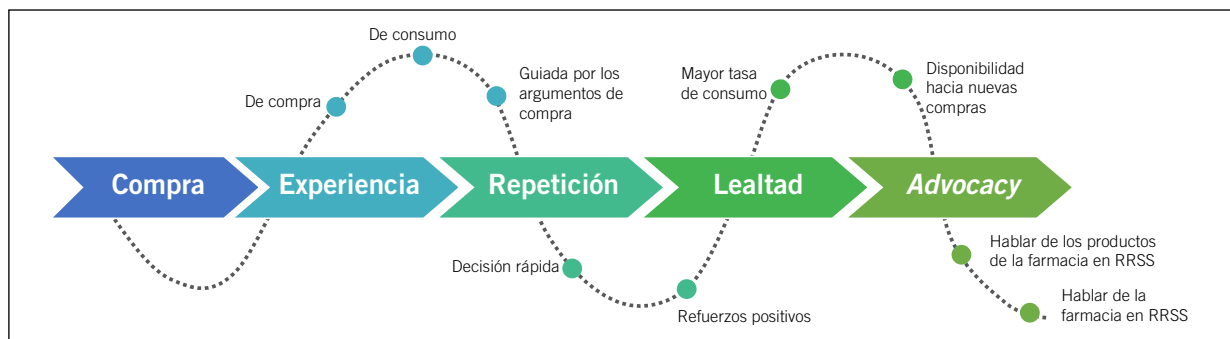 De consumo
De compra
Guiada por los
argumentos de
compra
Mayor tasa
de consumo
Disponibilidad
hacia nuevas
compras
Compra
Experiencia
Repetición
Lealtad
Advocacy
Decisión rápida
Refuerzos positivos
Hablar de los productos
de la farmacia en RRSS
Hablar de la
farmacia en RRSS